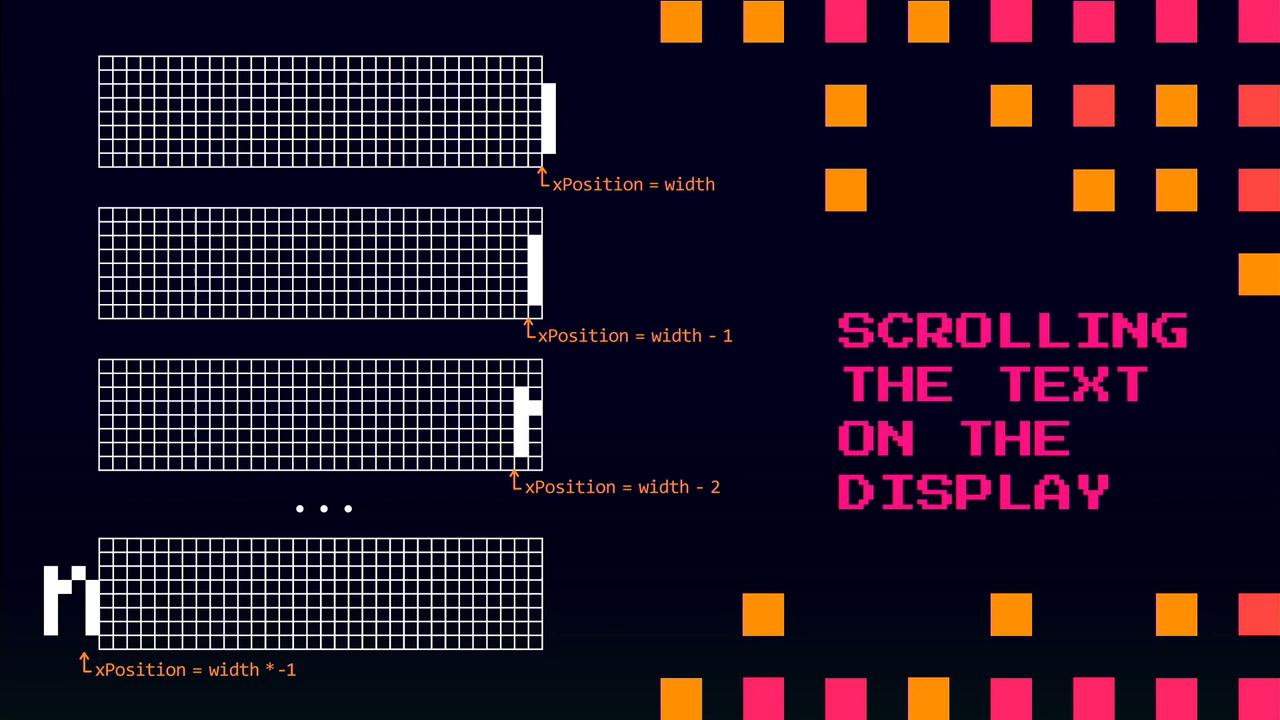 xPosition = width
xPosition = width - 1
xPosition = width - 2
...
xPosition = width * -1
SCROLLING
THE TEXT
ON THE
DISPLAY